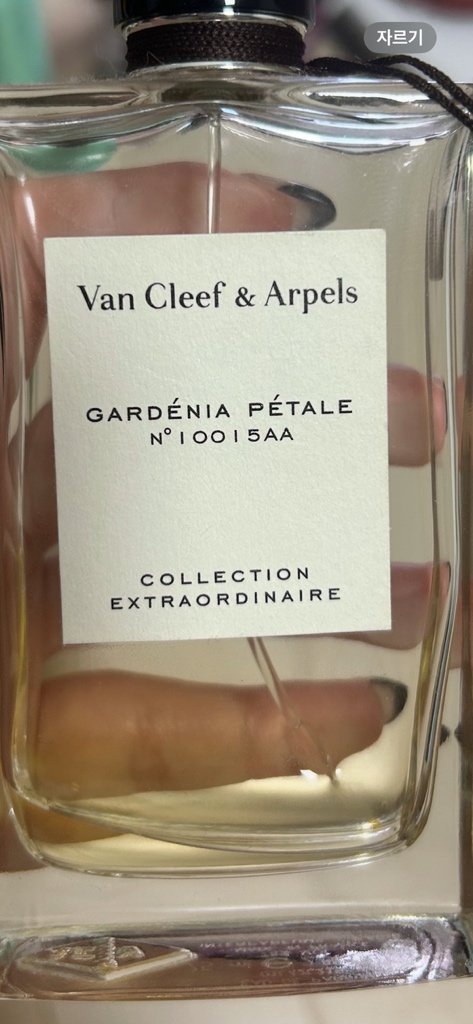 자르기
Van Cleef & Arpels
GARDÉNIA PÉTALE
N° 10015AA
COLLECTION
EXTRAORDINAIRE